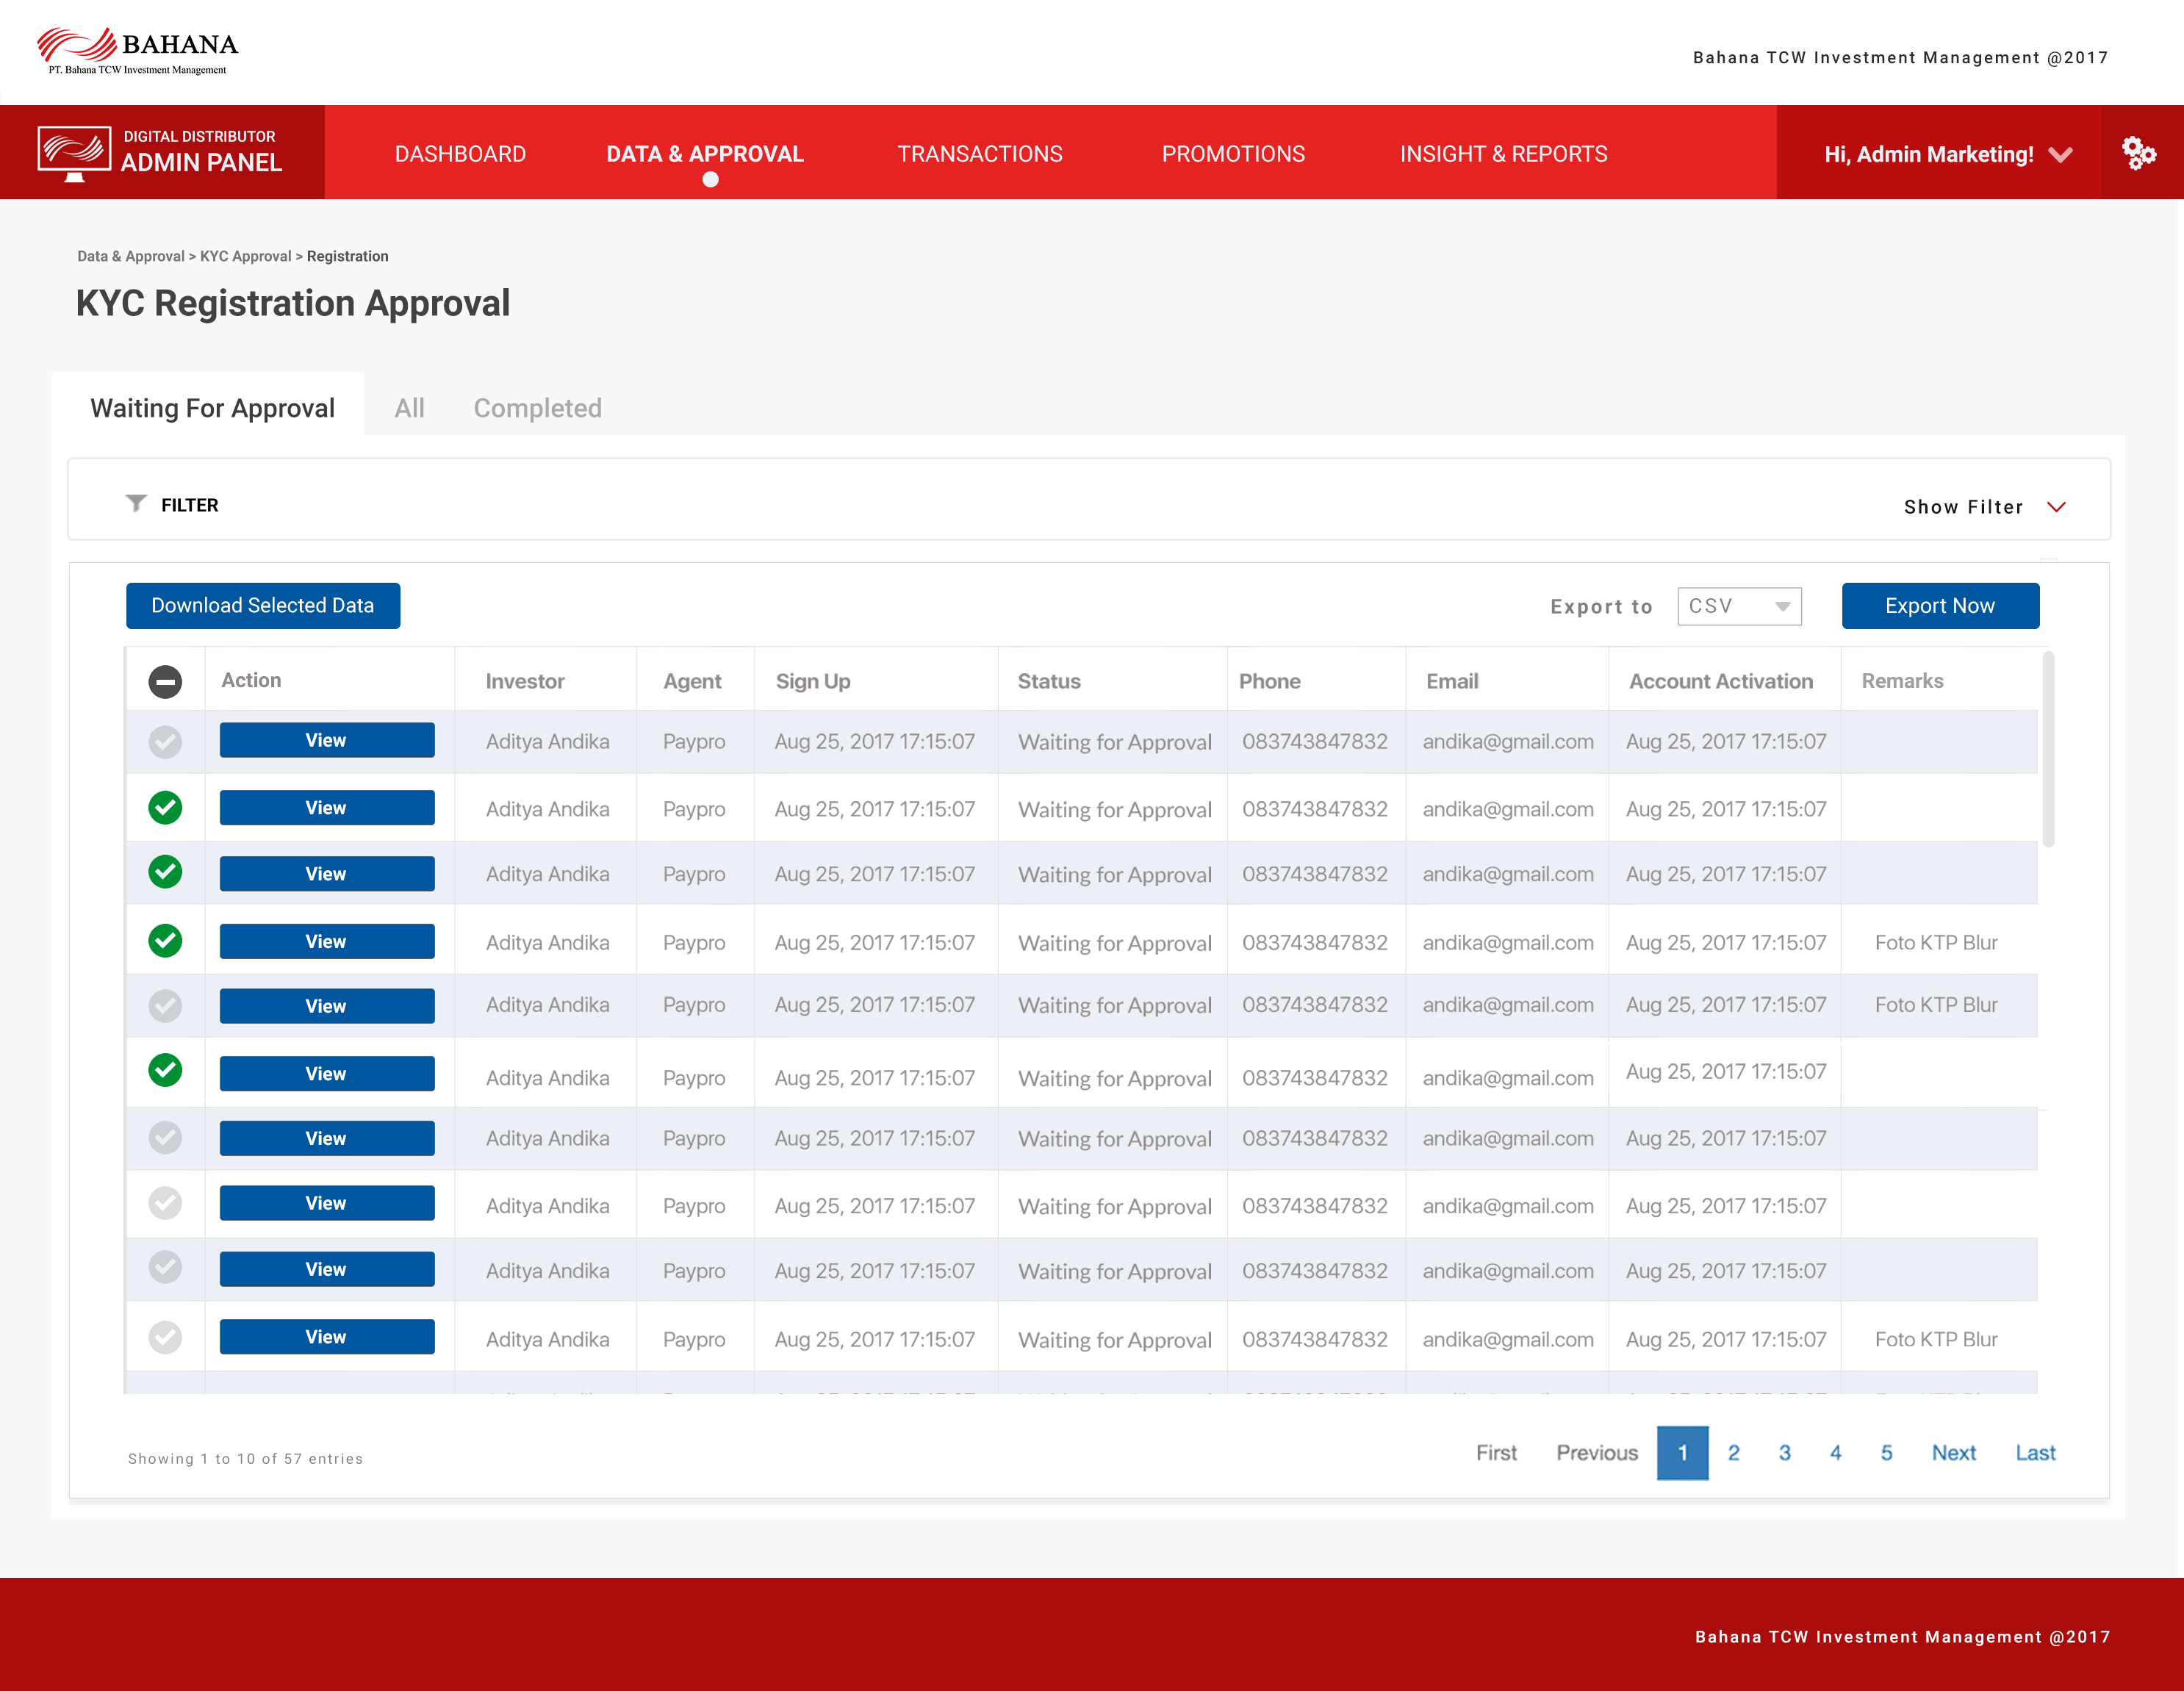 BAHANA
PT. Bahana TCW Investment Management
Bahana TCW Investment Management @2017
DIGITAL DISTRIBUTOR
ADMIN PANEL
DASHBOARD
DATA & APPROVAL
TRANSACTIONS
PROMOTIONS
INSIGHT & REPORTS
Hi, Admin Marketing!
Data & Approval > KYC Approval > Registration
KYC Registration Approval
Waiting For Approval
All
Completed
FILTER
Show Filter
Download Selected Data
Export to
CSV
Export Now
Action Investor Agent Sign Up Status Phone Email Account Activation Remarks
View Aditya Andika Paypro Aug 25, 2017 17:15:07 Waiting for Approval 083743847832 andika@gmail.com Aug 25, 2017 17:15:07
View Aditya Andika Paypro Aug 25, 2017 17:15:07 Waiting for Approval 083743847832 andika@gmail.com Aug 25, 2017 17:15:07
View Aditya Andika Paypro Aug 25, 2017 17:15:07 Waiting for Approval 083743847832 andika@gmail.com Aug 25, 2017 17:15:07
View Aditya Andika Paypro Aug 25, 2017 17:15:07 Waiting for Approval 083743847832 andika@gmail.com Aug 25, 2017 17:15:07 Foto KTP Blur
View Aditya Andika Paypro Aug 25, 2017 17:15:07 Waiting for Approval 083743847832 andika@gmail.com Aug 25, 2017 17:15:07 Foto KTP Blur
View Aditya Andika Paypro Aug 25, 2017 17:15:07 Waiting for Approval 083743847832 andika@gmail.com Aug 25, 2017 17:15:07
View Aditya Andika Paypro Aug 25, 2017 17:15:07 Waiting for Approval 083743847832 andika@gmail.com Aug 25, 2017 17:15:07
View Aditya Andika Paypro Aug 25, 2017 17:15:07 Waiting for Approval 083743847832 andika@gmail.com Aug 25, 2017 17:15:07
View Aditya Andika Paypro Aug 25, 2017 17:15:07 Waiting for Approval 083743847832 andika@gmail.com Aug 25, 2017 17:15:07
View Aditya Andika Paypro Aug 25, 2017 17:15:07 Waiting for Approval 083743847832 andika@gmail.com Aug 25, 2017 17:15:07 Foto KTP Blur
Showing 1 to 10 of 57 entries
First Previous 1 2 3 4 5 Next Last
Bahana TCW Investment Management @2017